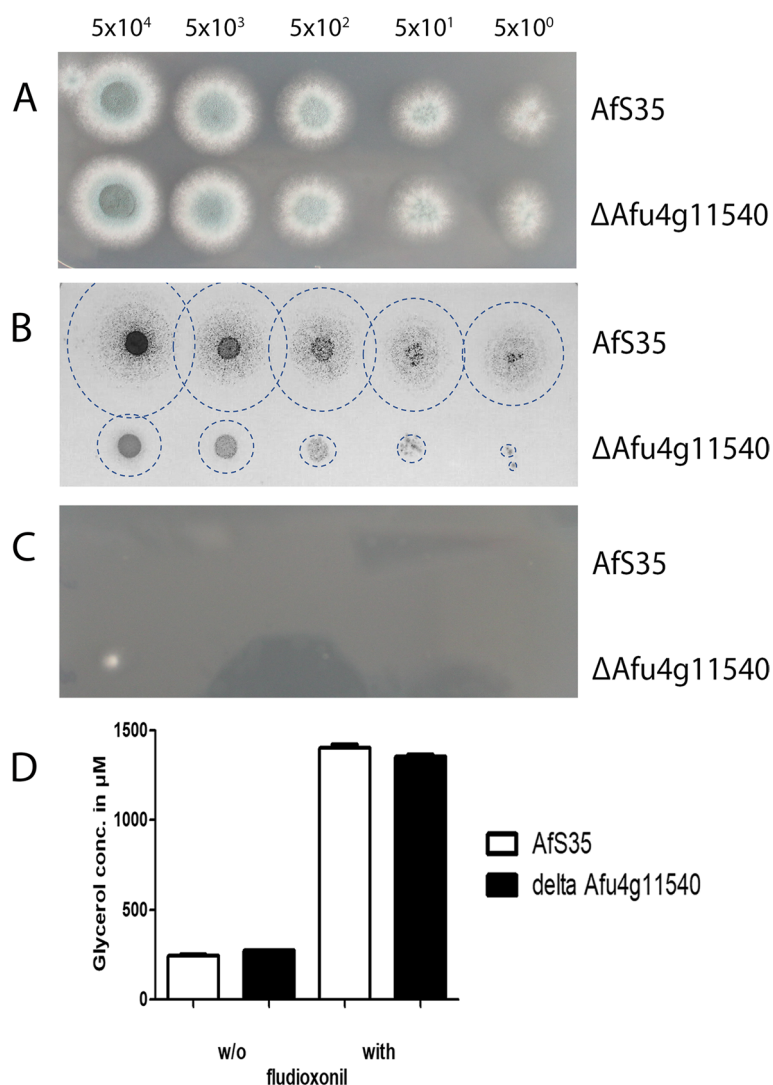 5x10⁴ 5x10³ 5x10² 5x10¹ 5x10⁰
A
AfS35
ΔAfu4g11540
B
AfS35
ΔAfu4g11540
C
AfS35
ΔAfu4g11540
D
Glycerol conc. in µM
1500
1000
500
0
w/o with
fludioxonil
AfS35
delta Afu4g11540